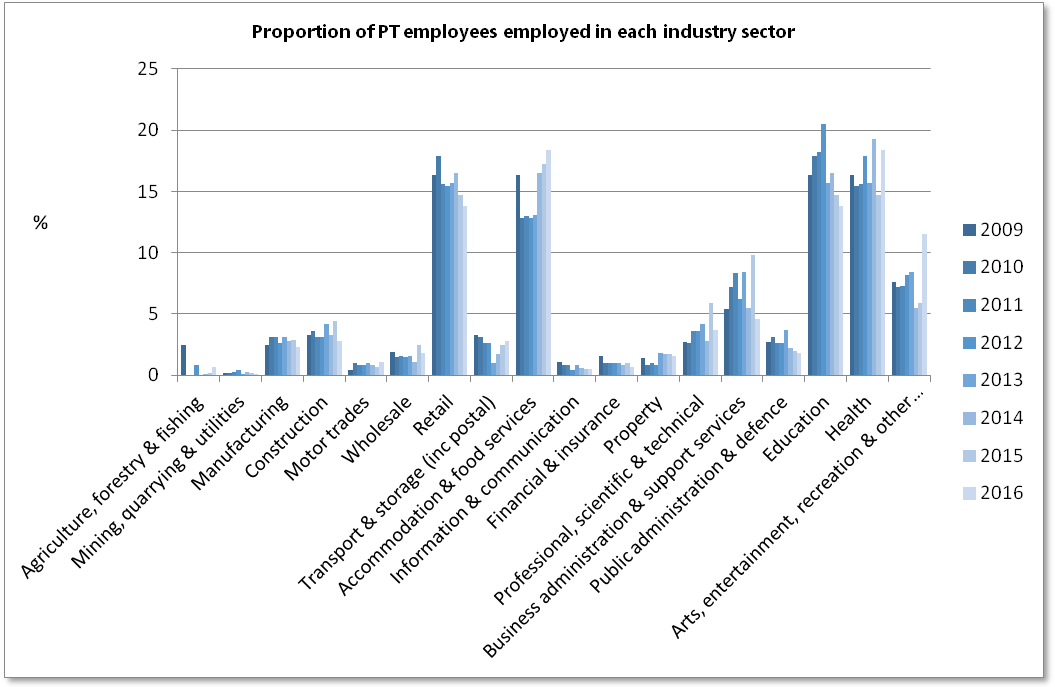 Proportion of PT employees employed in each industry sector
25
20
15
10
5
0
%
Agriculture, forestry & fishing
Mining, quarrying & utilities
Manufacturing
Construction
Motor trades
Wholesale
Retail
Transport & storage (inc postal)
Accommodation & food services
Information & communication
Financial & insurance
Property
Professional, scientific & technical
Business administration & support services
Public administration & defence
Education
Health
Arts, entertainment, recreation & other...
2009
2010
2011
2012
2013
2014
2015
2016